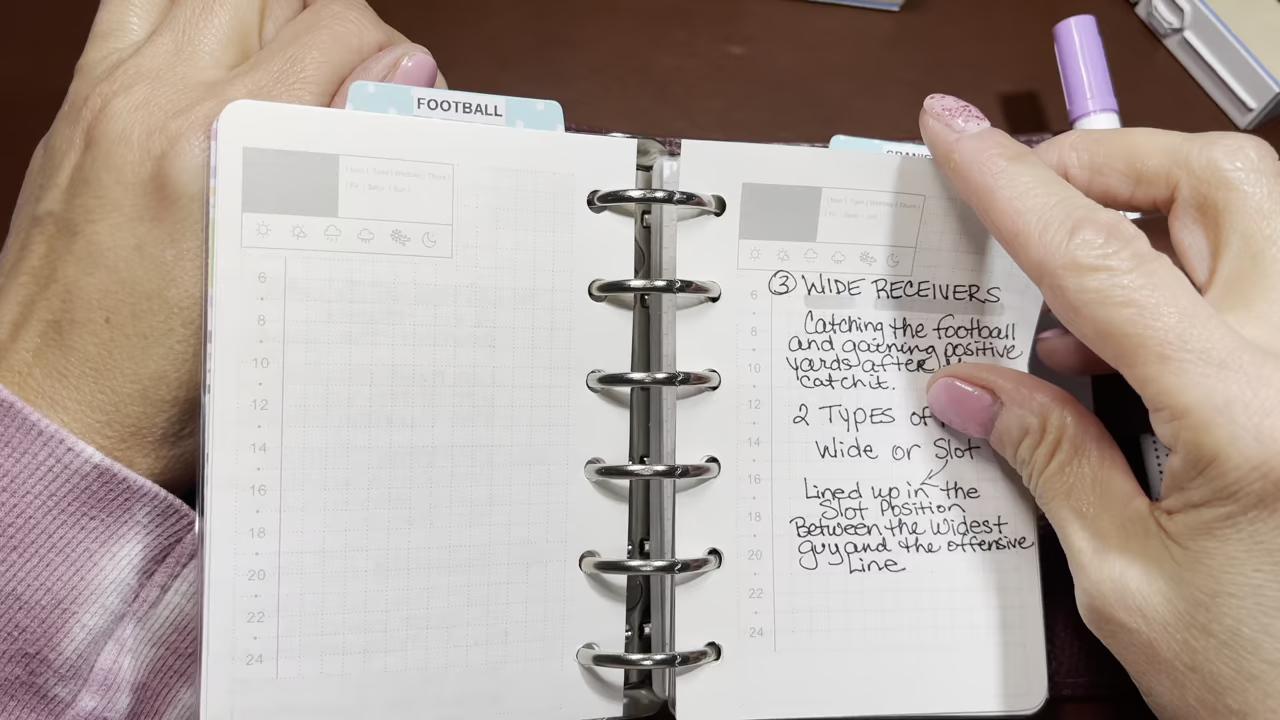 FOOTBALL
6
8
10
12
14
16
18
20
22
24
③ WIDE RECEIVERS
Catching the football
and gaining positive
yards after
catch it.
2 TYPES of
Wide or Slot
Lined up in the
Slot Position
Between the widest
guy and the offensive
Line
6
8
10
12
14
16
18
20
22
24